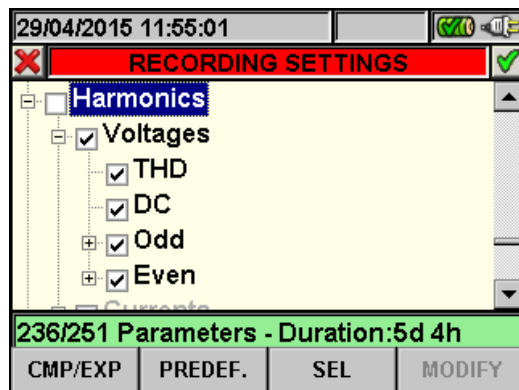 29/04/2015 11:55:01
RECORDING SETTINGS
Harmonics
Voltages
THD
DC
Odd
Even
Currents
236/251 Parameters - Duration:5d 4h
CMP/EXP PREDEF. SEL MODIFY